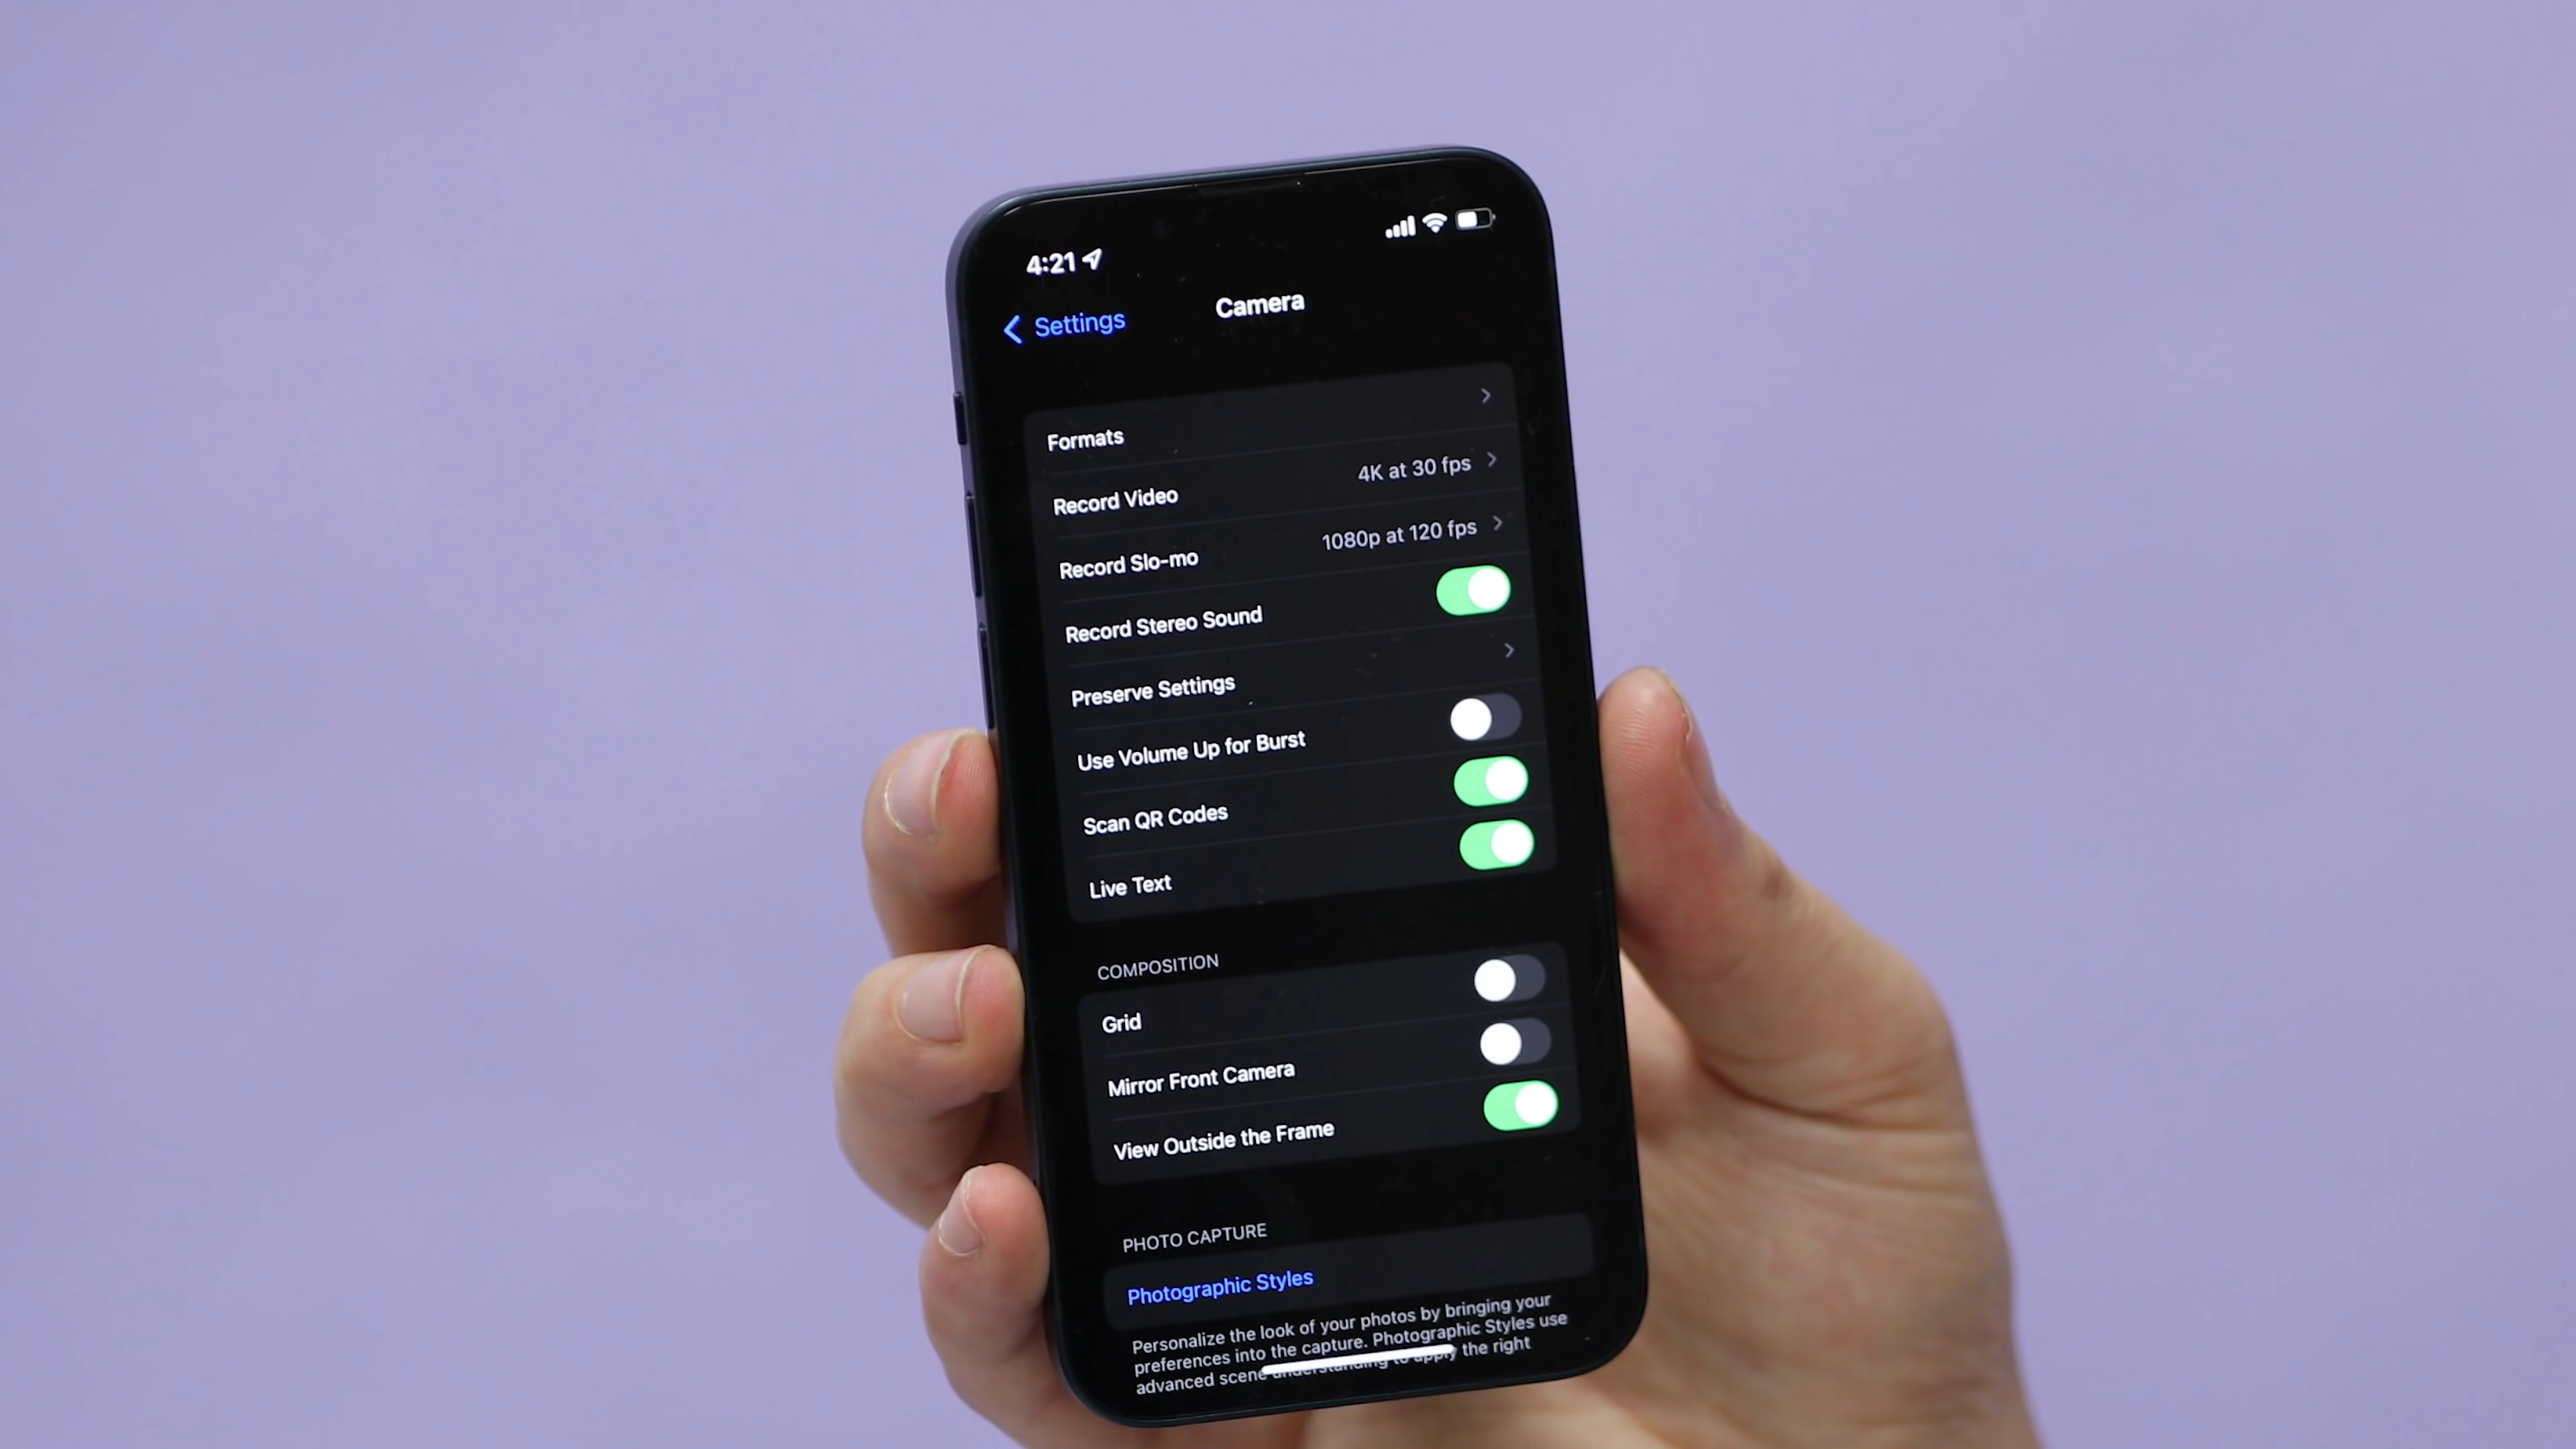 4:21
Settings
Camera
Formats
Record Video 4K at 30 fps
Record Slo-mo 1080p at 120 fps
Record Stereo Sound
Preserve Settings
Use Volume Up for Burst
Scan QR Codes
Live Text
COMPOSITION
Grid
Mirror Front Camera
View Outside the Frame
PHOTO CAPTURE
Photographic Styles
Personalize the look of your photos by bringing your
preferences into the capture. Photographic Styles use
advanced scene understanding to apply the right